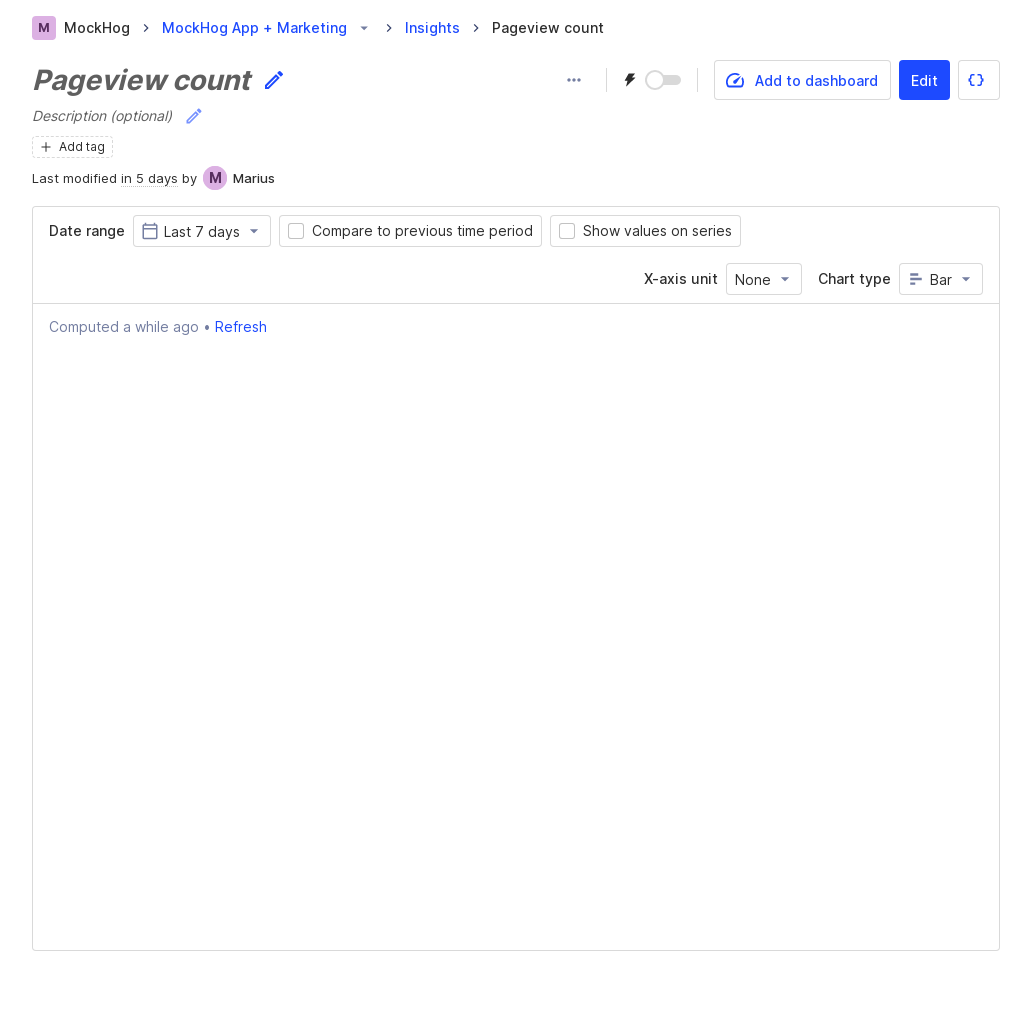 M MockHog MockHog App + Marketing Insights Pageview count
Pageview count
Add to dashboard Edit
Description (optional)
Add tag
Last modified in 5 days by M Marius
Date range Last 7 days Compare to previous time period Show values on series
X-axis unit None Chart type Bar
Computed a while ago • Refresh